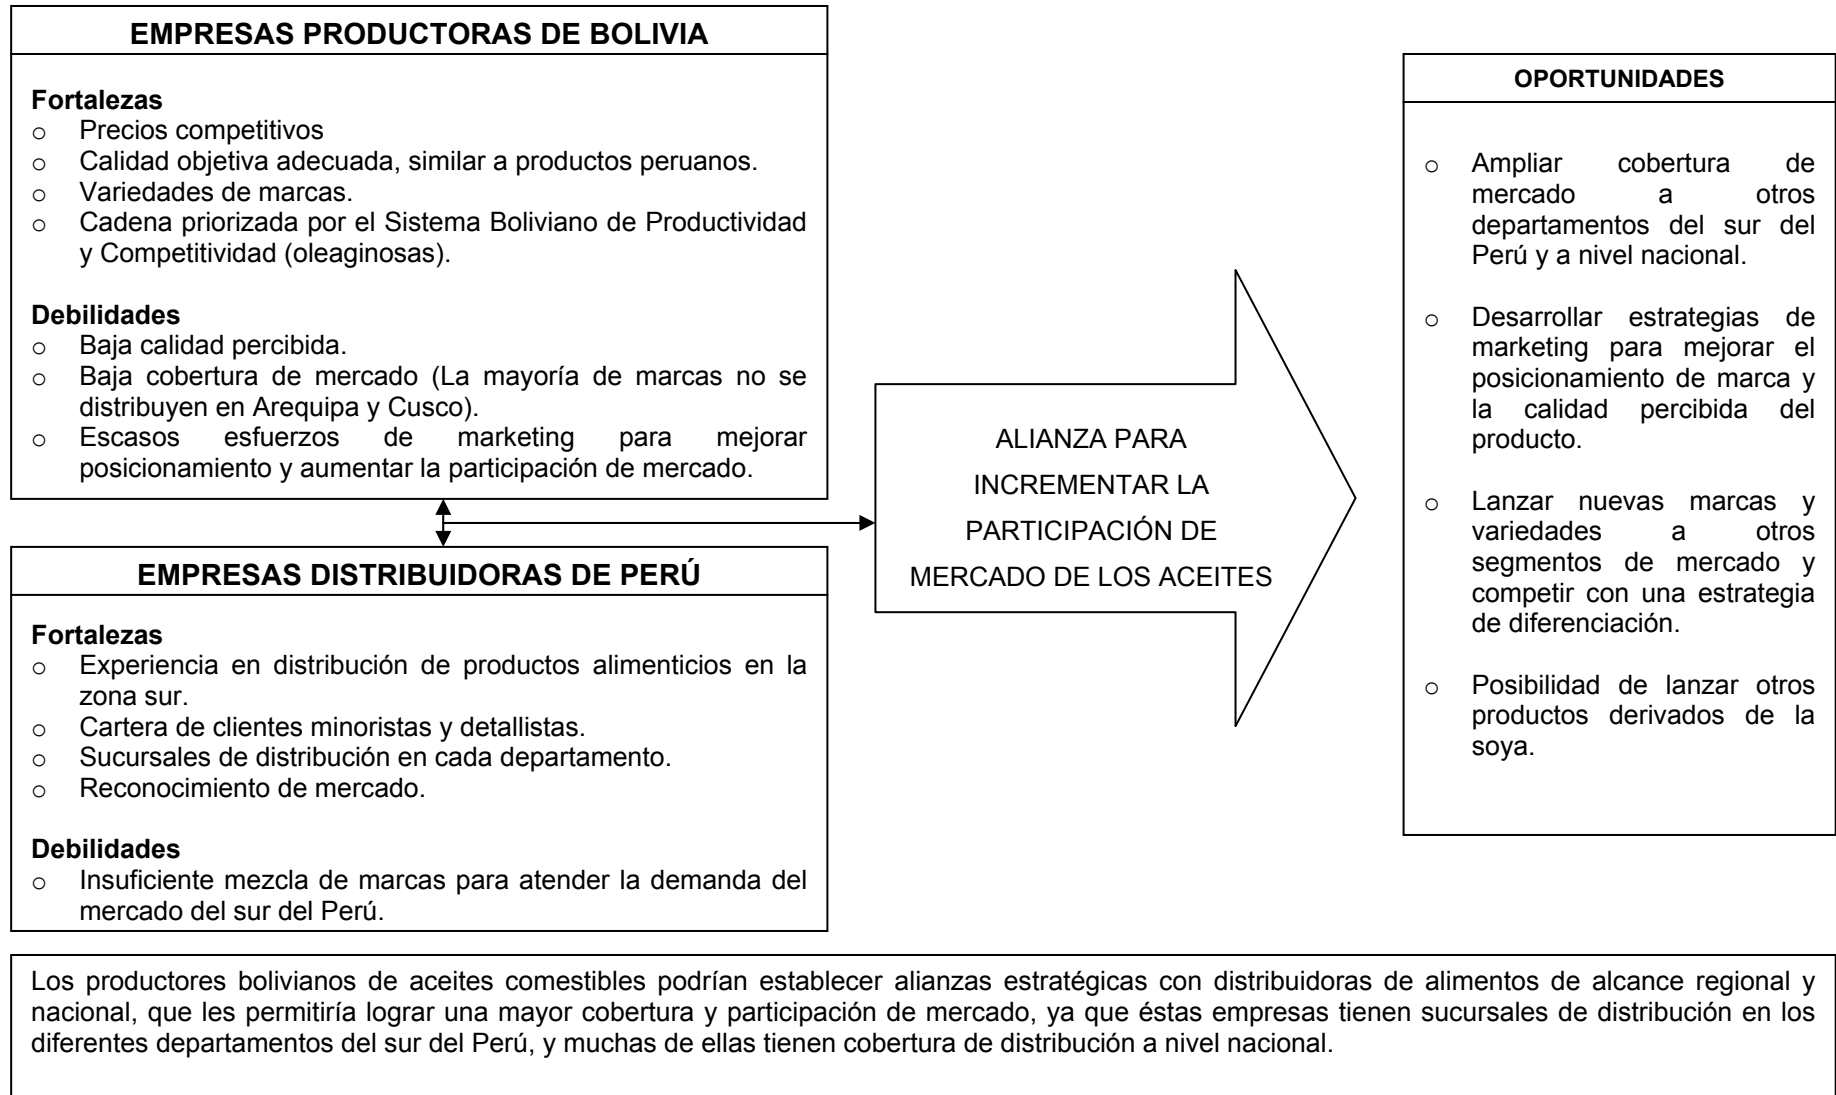 EMPRESAS PRODUCTORAS DE BOLIVIA
Fortalezas
o Precios competitivos
o Calidad objetiva adecuada, similar a productos peruanos.
o Variedades de marcas.
o Cadena priorizada por el Sistema Boliviano de Productividad
y Competitividad (oleaginosas).
Debilidades
o Baja calidad percibida.
o Baja cobertura de mercado (La mayoría de marcas no se
distribuyen en Arequipa y Cusco).
o Escasos esfuerzos de marketing para mejorar
posicionamiento y aumentar la participación de mercado.
EMPRESAS DISTRIBUIDORAS DE PERÚ
Fortalezas
o Experiencia en distribución de productos alimenticios en la
zona sur.
o Cartera de clientes minoristas y detallistas.
o Sucursales de distribución en cada departamento.
o Reconocimiento de mercado.
Debilidades
o Insuficiente mezcla de marcas para atender la demanda del
mercado del sur del Perú.
ALIANZA PARA
INCREMENTAR LA
PARTICIPACIÓN DE
MERCADO DE LOS ACEITES
OPORTUNIDADES
o Ampliar cobertura de
mercado a otros
departamentos del sur del
Perú y a nivel nacional.
o Desarrollar estrategias de
marketing para mejorar el
posicionamiento de marca y
la calidad percibida del
producto.
o Lanzar nuevas marcas y
variedades a otros
segmentos de mercado y
competir con una estrategia
de diferenciación.
o Posibilidad de lanzar otros
productos derivados de la
soya.
Los productores bolivianos de aceites comestibles podrían establecer alianzas estratégicas con distribuidoras de alimentos de alcance regional y
nacional, que les permitiría lograr una mayor cobertura y participación de mercado, ya que éstas empresas tienen sucursales de distribución en los
diferentes departamentos del sur del Perú, y muchas de ellas tienen cobertura de distribución a nivel nacional.